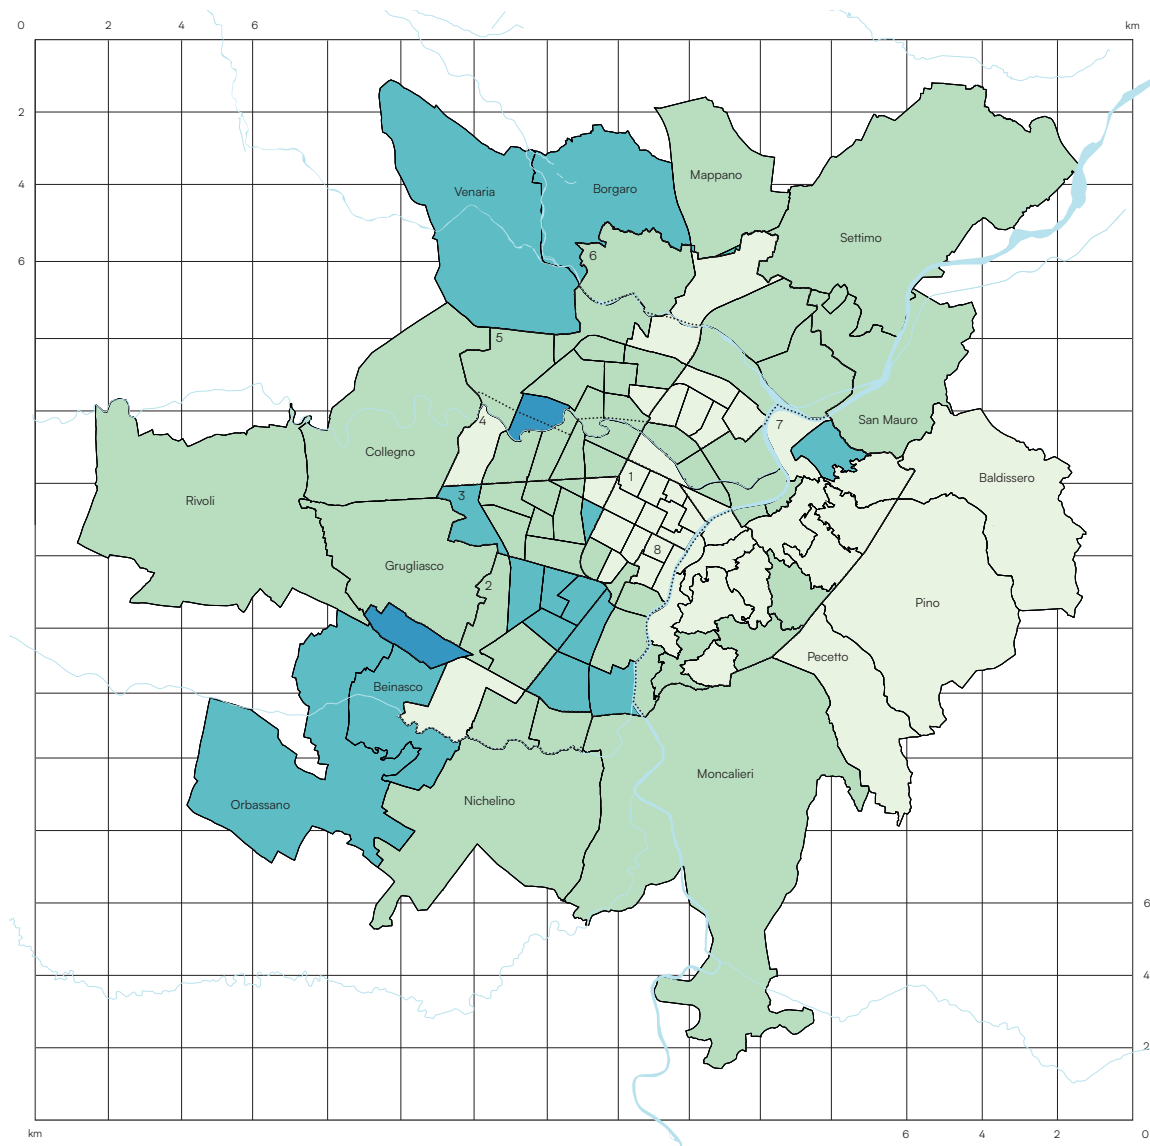 0 2 4 6 km
2
Mappano
4
Venaria Borgaro
Settimo
6
6
5
4 7 San Mauro
Collegno
1 Baldissero
3
Rivoli
8
Grugliasco
2
Pino
Pecetto
Beinasco
Moncalieri
Nichelino
Orbassano
6
4
2
km 6 4 2 0